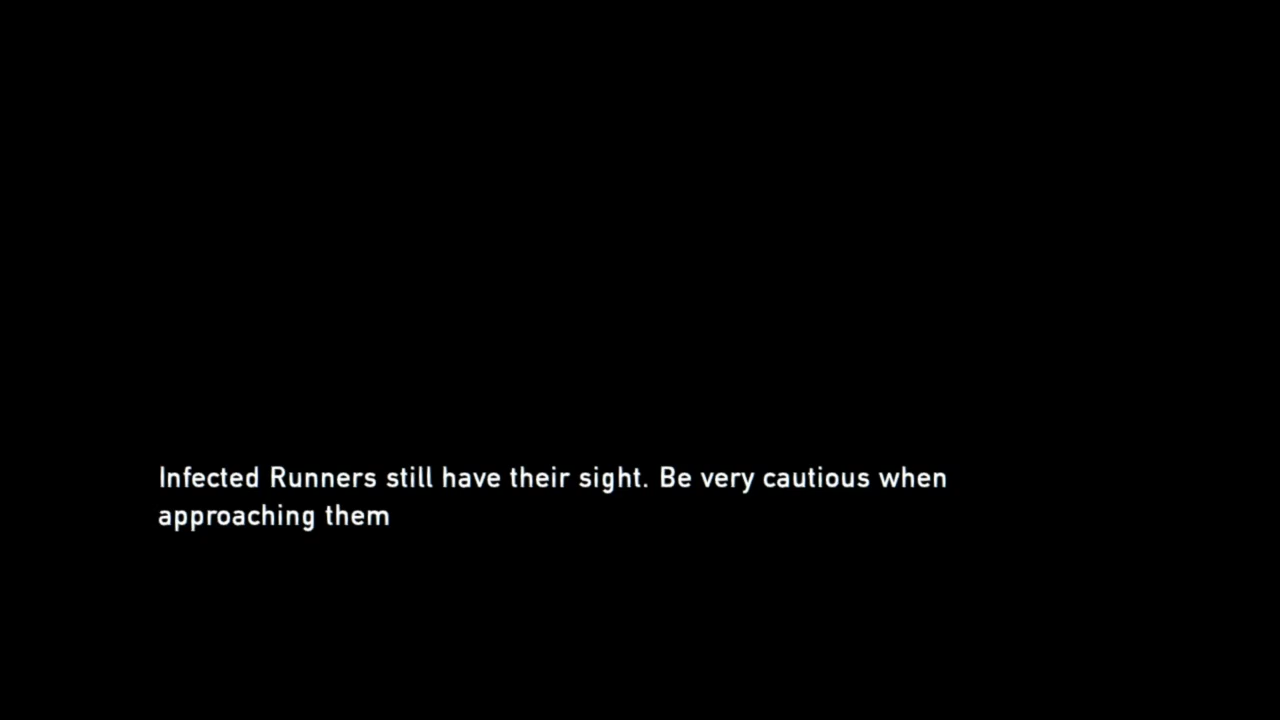 Infected Runners still have their sight. Be very cautious when
approaching them